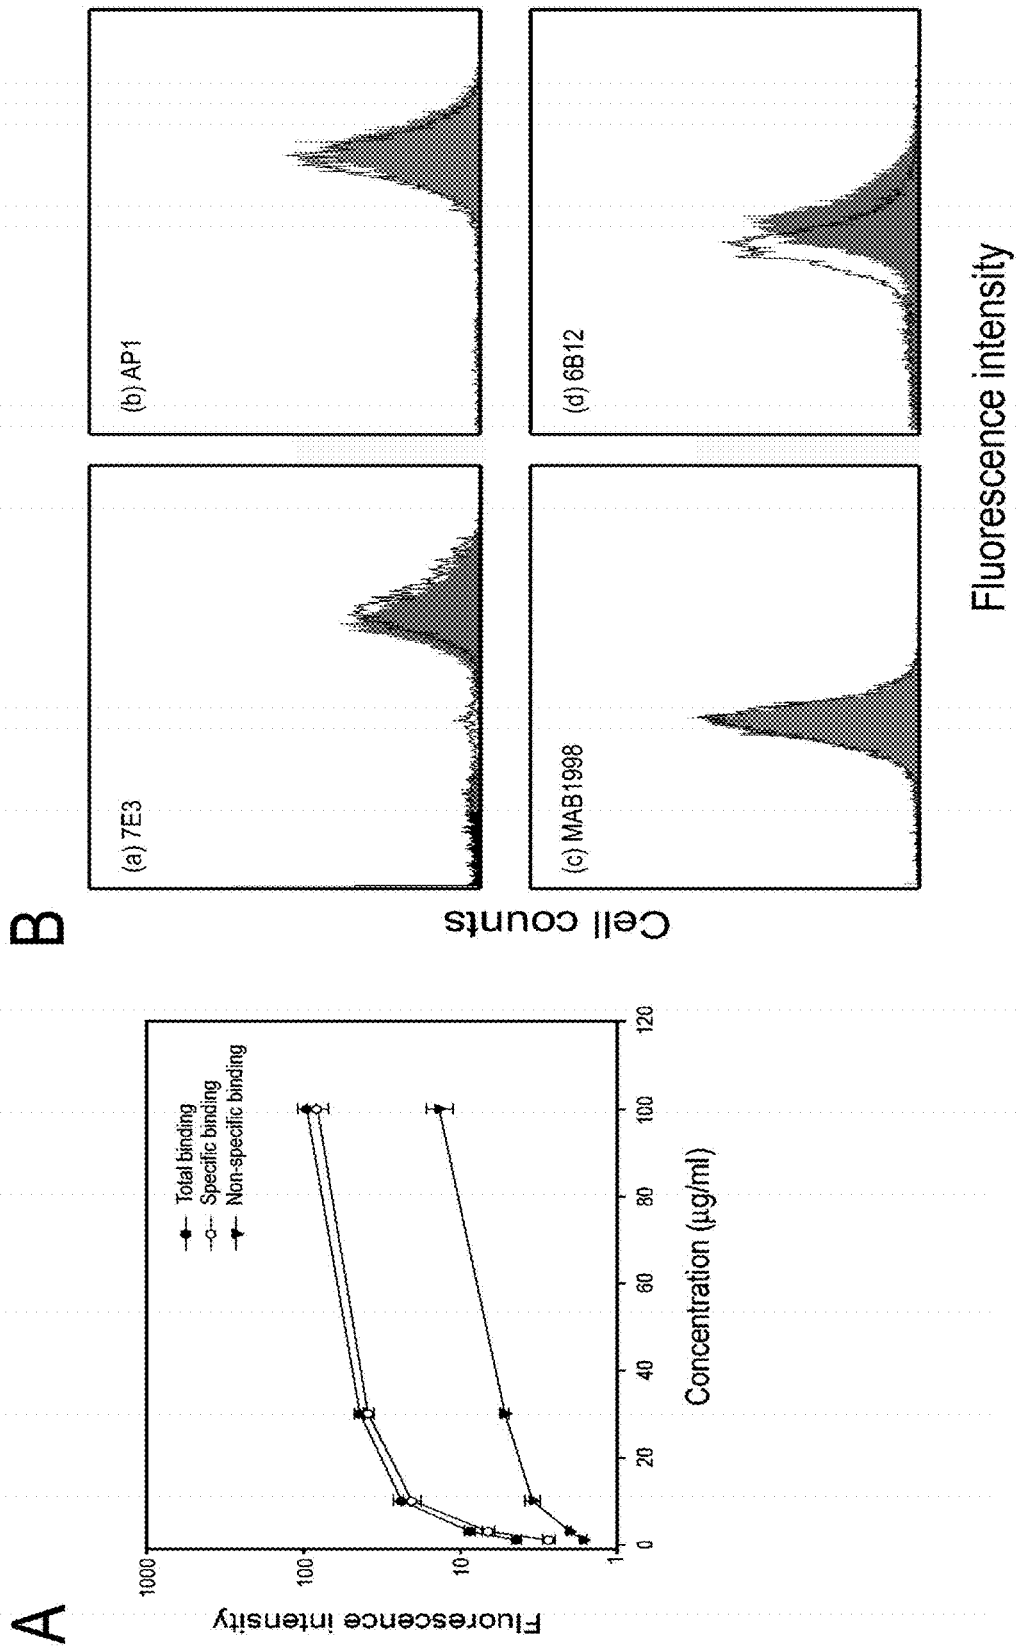 A
Fluorescence intensity
1000
100
10
1
Total binding
Specific binding
Non-specific binding
0
20
40
60
80
100
120
Concentration (µg/ml)
B
Cell counts
(a) 7E3
(b) AP1
(c) MAB1998
(d) 6B12
Fluorescence intensity